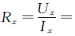 Rₓ = Uₓ/Iₓ =